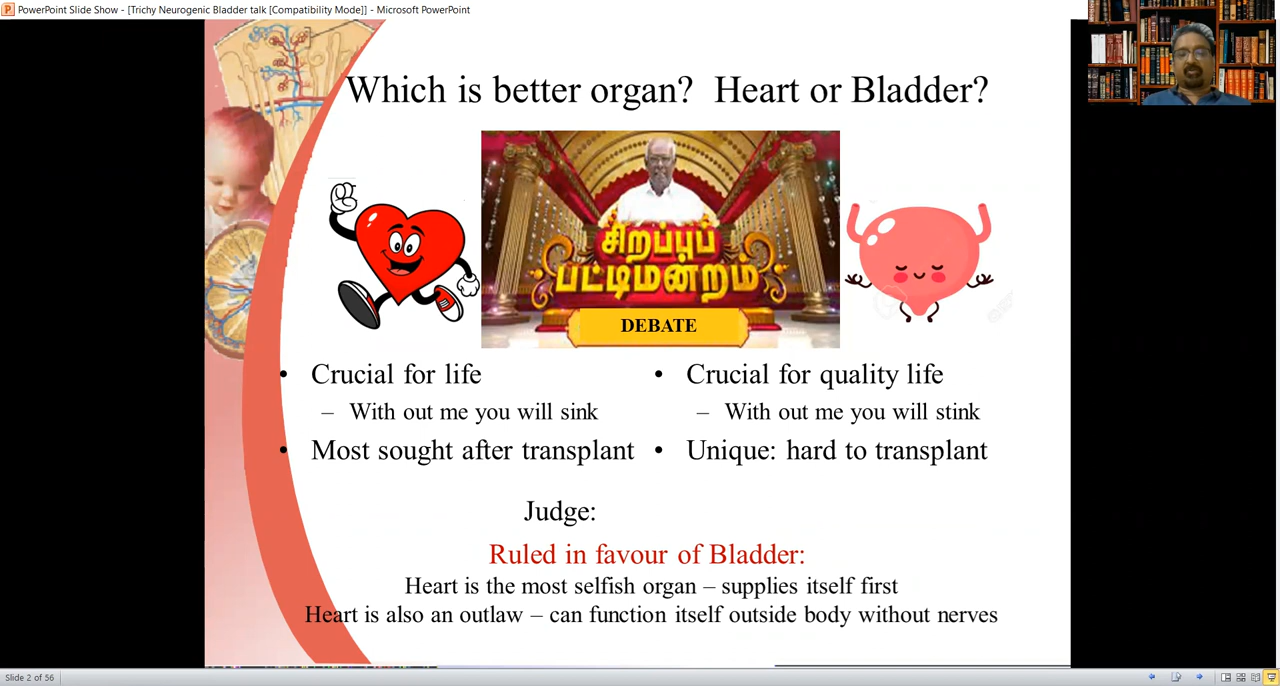 PowerPoint Slide Show - [Trichy Neurogenic Bladder talk [Compatibility Mode]] - Microsoft PowerPoint
Which is better organ? Heart or Bladder?
சிறப்புப்
பட்டிமன்றம்
DEBATE
• Crucial for life
– With out me you will sink
• Most sought after transplant
• Crucial for quality life
– With out me you will stink
• Unique: hard to transplant
Judge:
Ruled in favour of Bladder:
Heart is the most selfish organ – supplies itself first
Heart is also an outlaw – can function itself outside body without nerves
Slide 2 of 56